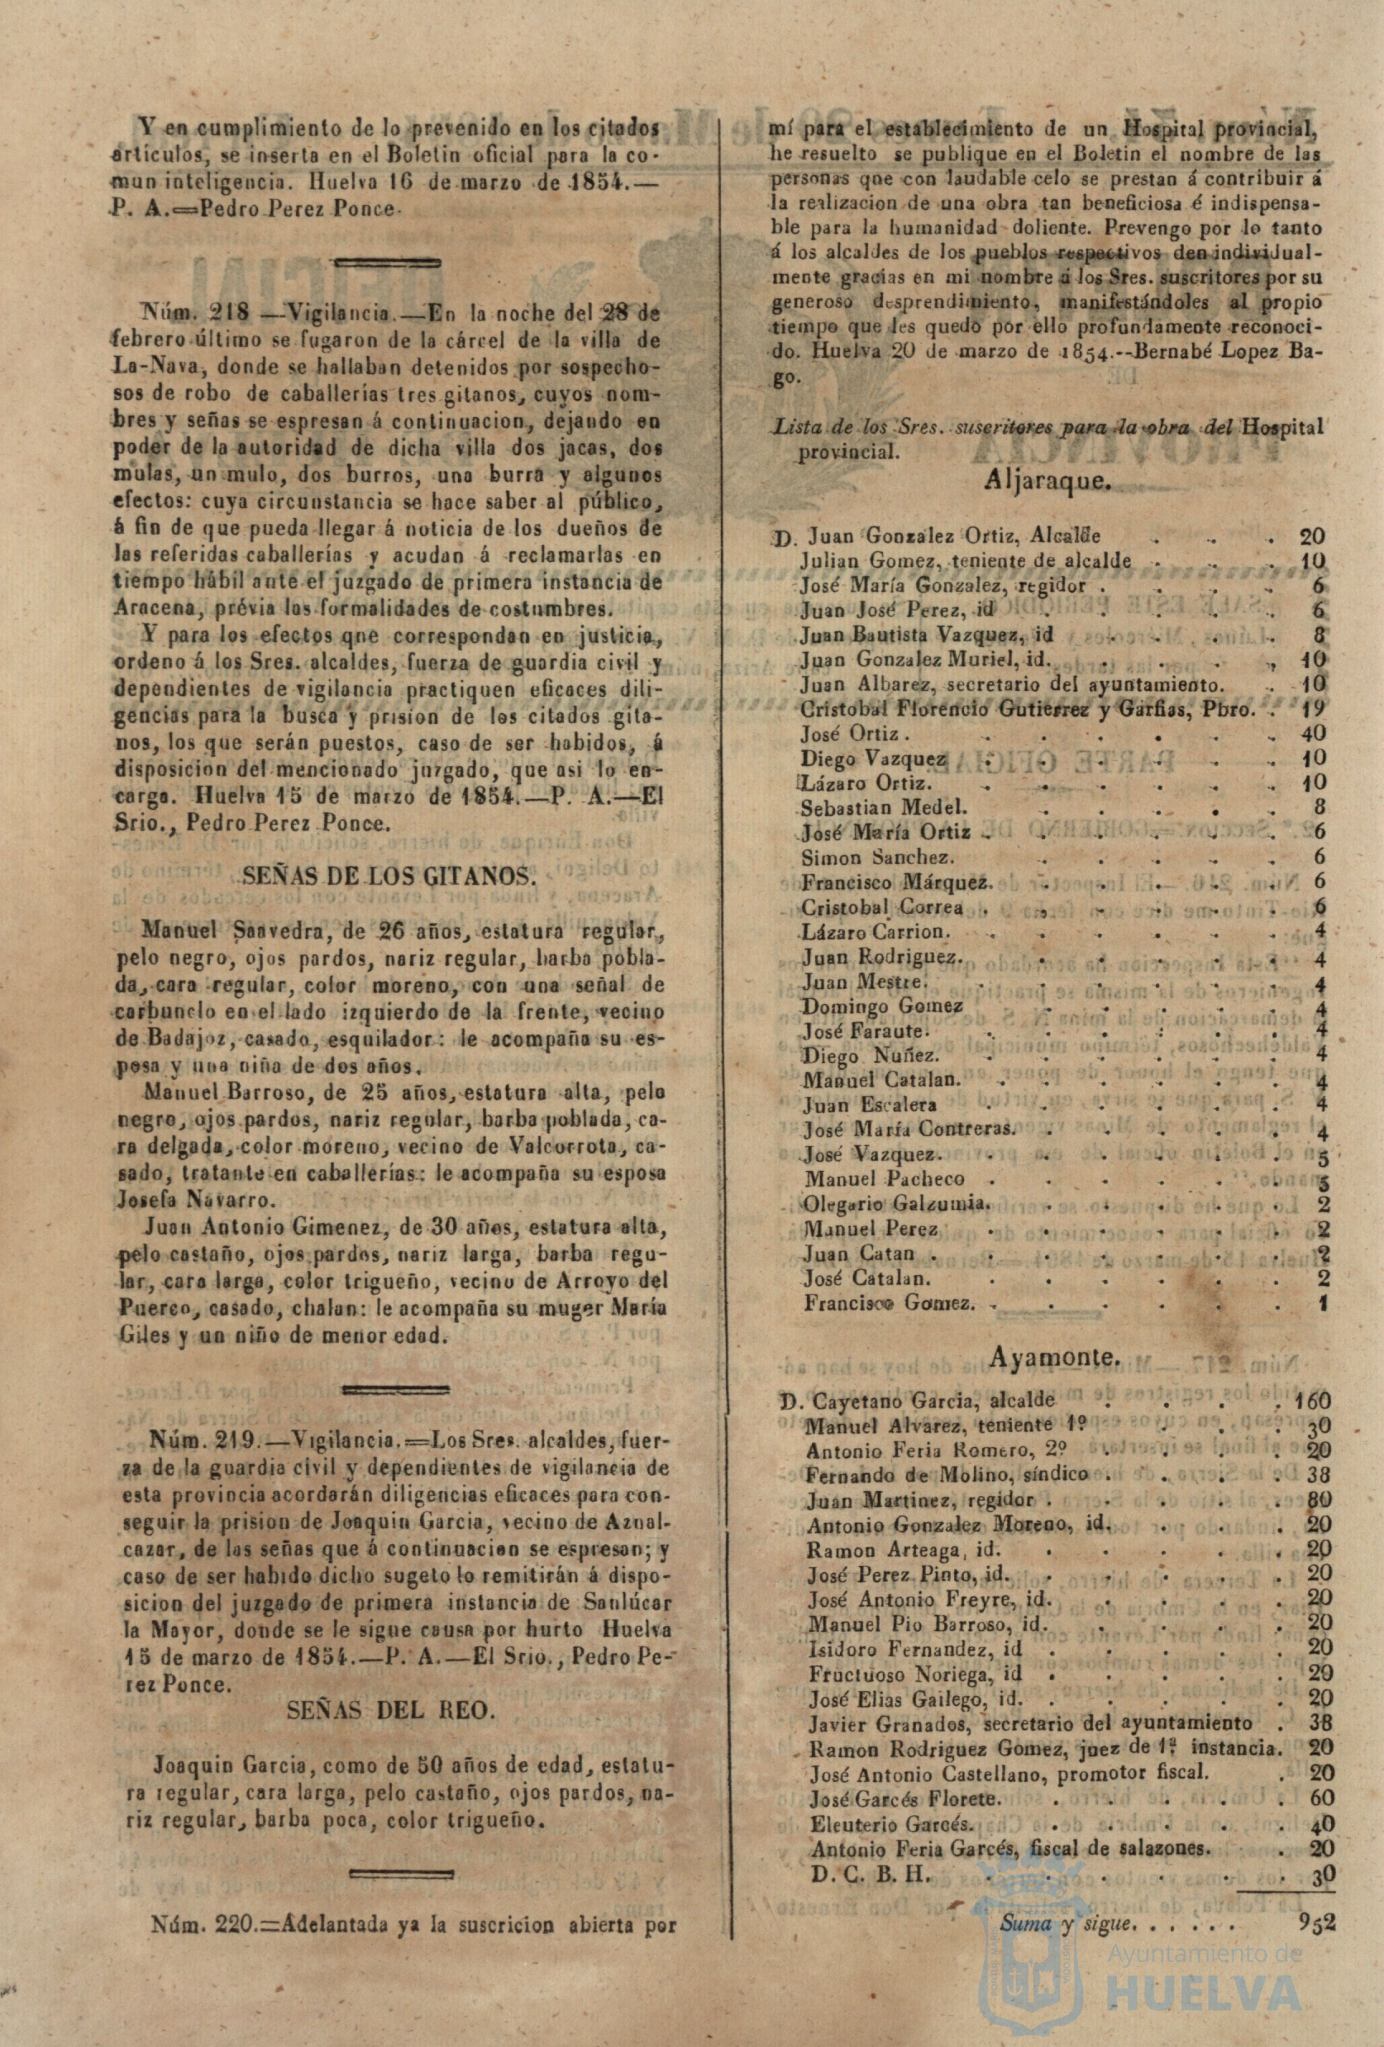 Y en cumplimiento de lo prevenido en los citados
articulos, se inserta en el Boletin oficial para la co-
mun inteligencia. Huelva 16 de marzo de 1854.—
P. A.=Pedro Perez Ponce.
Núm. 218 —Vigilancia.—En la noche del 28 de
febrero último se fugaron de la cárcel de la villa de
La-Nava, donde se hallaban detenidos por sospecho-
sos de robo de caballerías tres gitanos, cuyos nom-
bres y señas se espresan á continuacion, dejando en
poder de la autoridad de dicha villa dos jacas, dos
mulas, un mulo, dos burros, una burra y algunos
efectos: cuya circunstancia se hace saber al público,
á fin de que pueda llegar á noticia de los dueños de
las referidas caballerías y acudan á reclamarlas en
tiempo hábil ante el juzgado de primera instancia de
Aracena, prévia las formalidades de costumbres.
Y para los efectos qne correspondan en justicia,
ordeno á los Sres. alcaldes, fuerza de guardia civil y
dependientes de vigilancia practiquen eficaces dili-
gencias para la busca y prision de los citados gita-
nos, los que serán puestos, caso de ser habidos, á
disposicion del mencionado juzgado, que asi lo en-
carga. Huelva 15 de marzo de 1854.—P. A.—El
Srio., Pedro Perez Ponce.
SEÑAS DE LOS GITANOS.
Manuel Saavedra, de 26 años, estatura regular,
pelo negro, ojos pardos, nariz regular, barba pobla-
da, cara regular, color moreno, con una señal de
carbunclo en el lado izquierdo de la frente, vecino
de Badajoz, casado, esquilador: le acompaña su es-
posa y una niña de dos años.
Manuel Barroso, de 25 años, estatura alta, pelo
negro, ojos pardos, nariz regular, barba poblada, ca-
ra delgada, color moreno, vecino de Valcorrota, ca-
sado, tratante en caballerías: le acompaña su esposa
Josefa Navarro.
Juan Antonio Gimenez, de 30 años, estatura alta,
pelo castaño, ojos pardos, nariz larga, barba regu-
lar, cara larga, color trigueño, vecino de Arroyo del
Puerco, casado, chalan: le acompaña su muger María
Giles y un niño de menor edad.
Núm. 219.—Vigilancia.=Los Sres. alcaldes, fuer-
za de la guardia civil y dependientes de vigilancia de
esta provincia acordarán diligencias eficaces para con-
seguir la prision de Joaquin Garcia, vecino de Aznal-
cazar, de las señas que á continuacion se espresan; y
caso de ser habido dicho sugeto lo remitirán á dispo-
sicion del juzgado de primera instancia de Sanlúcar
la Mayor, donde se le sigue causa por hurto Huelva
15 de marzo de 1854.—P. A.—El Srio., Pedro Pe-
rez Ponce.
SEÑAS DEL REO.
Joaquin Garcia, como de 50 años de edad, estatu-
ra regular, cara larga, pelo castaño, ojos pardos, na-
riz regular, barba poca, color trigueño.
Núm. 220.=Adelantada ya la suscricion abierta por
mí para el establecimiento de un Hospital provincial,
he resuelto se publique en el Boletin el nombre de las
personas qne con laudable celo se prestan á contribuir á
la realizacion de una obra tan beneficiosa é indispensa-
ble para la humanidad doliente. Prevengo por lo tanto
á los alcaldes de los pueblos respectivos den individual-
mente gracias en mi nombre á los Sres. suscritores por su
generoso desprendimiento, manifestándoles al propio
tiempo que les quedo por ello profundamente reconoci-
do. Huelva 20 de marzo de 1854.--Bernabé Lopez Ba-
go.
Lista de los Sres. suscritores para la obra del Hospital
provincial.
Aljaraque.
D. Juan Gonzalez Ortiz, Alcalde . . . 20
Julian Gomez, teniente de alcalde . . . 10
José María Gonzalez, regidor . . . . 6
Juan José Perez, id . . . . 6
Juan Bautista Vazquez, id . . . . 8
Juan Gonzalez Muriel, id. . . . . 10
Juan Albarez, secretario del ayuntamiento. . 10
Cristobal Florencio Gutierrez y Garfias, Pbro. . 19
José Ortiz . . . . . . 40
Diego Vazquez . . . . . 10
Lázaro Ortiz. . . . . . 10
Sebastian Medel. . . . . . 8
José María Ortiz . . . . . 6
Simon Sanchez. . . . . . 6
Francisco Márquez. . . . . . 6
Cristobal Correa . . . . . 6
Lázaro Carrion. . . . . . 4
Juan Rodriguez. . . . . . 4
Juan Mestre. . . . . . 4
Domingo Gomez . . . . . 4
José Faraute. . . . . . 4
Diego Nuñez. . . . . . 4
Manuel Catalan. . . . . . 4
Juan Escalera . . . . . 4
José María Contreras. . . . . . 4
José Vazquez. . . . . . 5
Manuel Pacheco . . . . . 5
Olegario Galzumia. . . . . . 2
Manuel Perez . . . . . 2
Juan Catan . . . . . . 2
José Catalan. . . . . . 2
Francisco Gomez. . . . . . 1
Ayamonte.
D. Cayetano Garcia, alcalde . . . . 160
Manuel Alvarez, teniente 1º . . . 30
Antonio Feria Romero, 2º . . . 20
Fernando de Molino, síndico . . . . 38
Juan Martinez, regidor . . . . . 80
Antonio Gonzalez Moreno, id. . . . 20
Ramon Arteaga, id. . . . . . 20
José Perez Pinto, id. . . . . . 20
José Antonio Freyre, id. . . . . 20
Manuel Pio Barroso, id. . . . . 20
Isidoro Fernandez, id . . . . . 20
Fructuoso Noriega, id . . . . . 20
José Elias Gallego, id. . . . . . 20
Javier Granados, secretario del ayuntamiento . 38
Ramon Rodriguez Gomez, juez de 1ª instancia. 20
José Antonio Castellano, promotor fiscal. . 20
José Garcés Florete. . . . . . 60
Eleuterio Garcés. . . . . . 40
Antonio Feria Garcés, fiscal de salazones. . 20
D. C. B. H. . . . . . 30
Suma y sigue. . . . . . 952
Ayuntamiento de
HUELVA